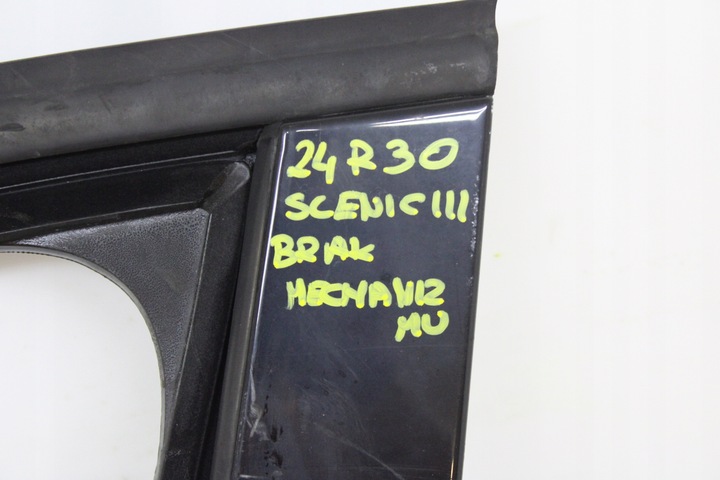 24R30
SCENIC III
BRAK
MECHANIZ
MU